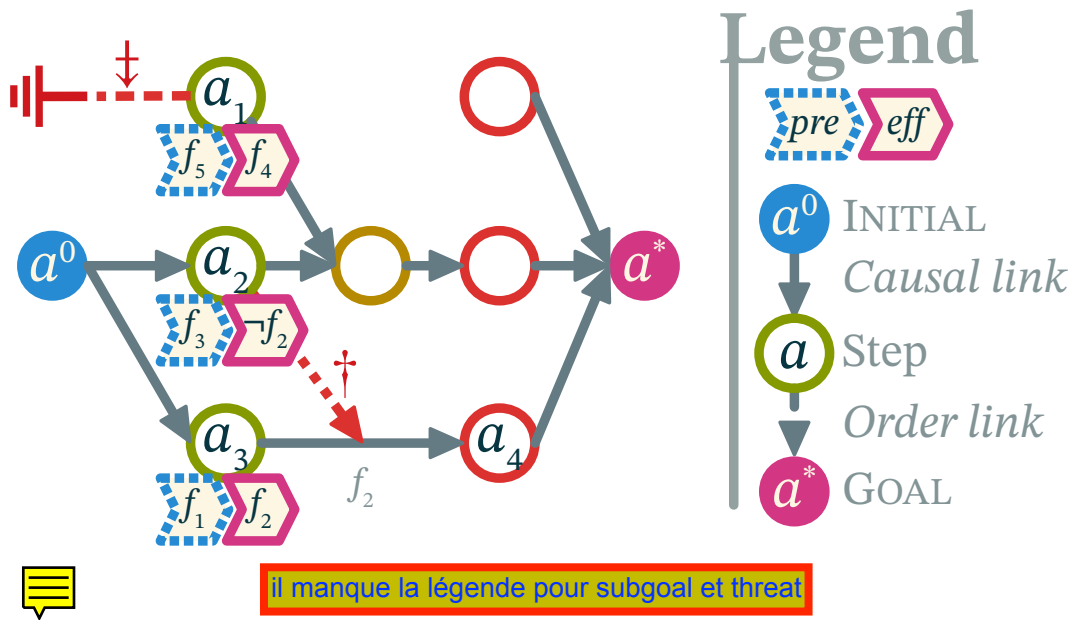 Legend
‡
a₁
f₅ f₄
pre eff
a⁰ INITIAL
Causal link
a⁰ a₂ a*
f₃ ¬f₂
a Step
†
Order link
a₃ a₄
f₂
a* GOAL
f₁ f₂
il manque la légende pour subgoal et threat